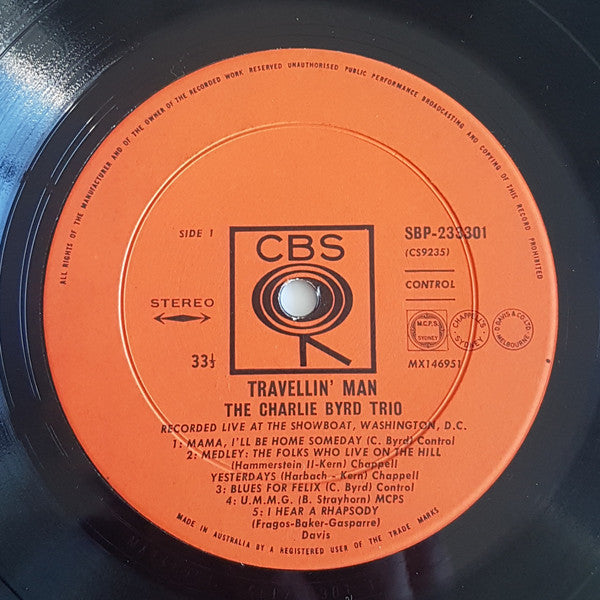 ALL RIGHTS OF THE MANUFACTURER AND OF THE OWNER OF THE RECORDED WORK RESERVED UNAUTHORISED PUBLIC PERFORMANCE BROADCASTING AND COPYING OF THIS RECORD PROHIBITED
SIDE 1
CBS
SBP-233301
(CS9235)
CONTROL
STEREO
M.C.P.S.
SYDNEY
CHAPPELL'S
SYDNEY
D. DAVIS & CO LTD.
MELBOURNE
33⅓
MX146951
TRAVELLIN' MAN
THE CHARLIE BYRD TRIO
RECORDED LIVE AT THE SHOWBOAT, WASHINGTON, D.C.
1: MAMA, I'LL BE HOME SOMEDAY (C. Byrd) Control
2: MEDLEY: THE FOLKS WHO LIVE ON THE HILL
(Hammerstein II-Kern) Chappell
YESTERDAYS (Harbach - Kern) Chappell
3: BLUES FOR FELIX (C. Byrd) Control
4: U.M.M.G. (B. Strayhorn) MCPS
5: I HEAR A RHAPSODY
(Fragos-Baker-Gasparre)
Davis
MADE IN AUSTRALIA BY A REGISTERED USER OF THE TRADE MARKS